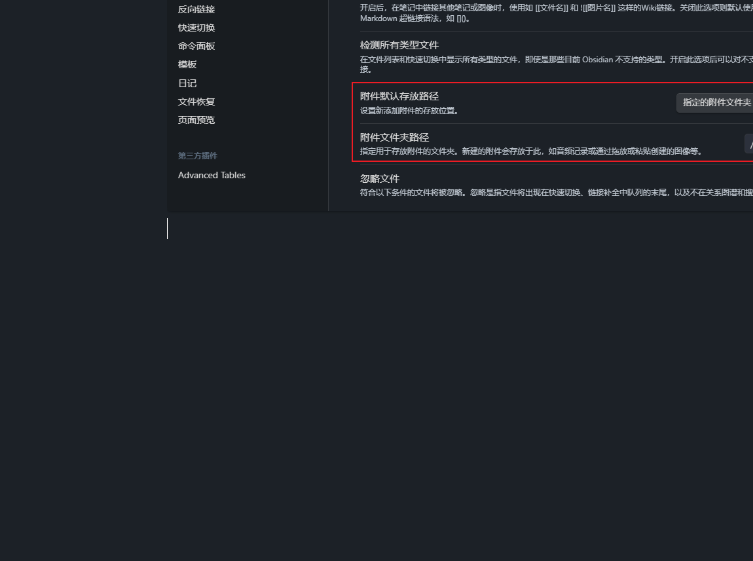 反向链接
快速切换
命令面板
模板
日记
文件恢复
页面预览
第三方插件
Advanced Tables
开启后，在笔记中链接其他笔记或图像时，使用如 [[文件名]] 和 ![[图片名]] 这样的Wiki链接。关闭此选项则默认使
Markdown 超链接语法，如 []()。
检测所有类型文件
在文件列表和快速切换中显示所有类型的文件，即使是那些目前 Obsidian 不支持的类型。开启此选项后可以对不支
接。
附件默认存放路径
设置新添加附件的存放位置。
指定的附件文件夹
附件文件夹路径
指定用于存放附件的文件夹。新建的附件会存放于此，如音频记录或通过拖放或粘贴创建的图像等。
忽略文件
符合以下条件的文件将被忽略。忽略是指文件将出现在快速切换、链接补全中队列的末尾，以及不在关系图谱和搜